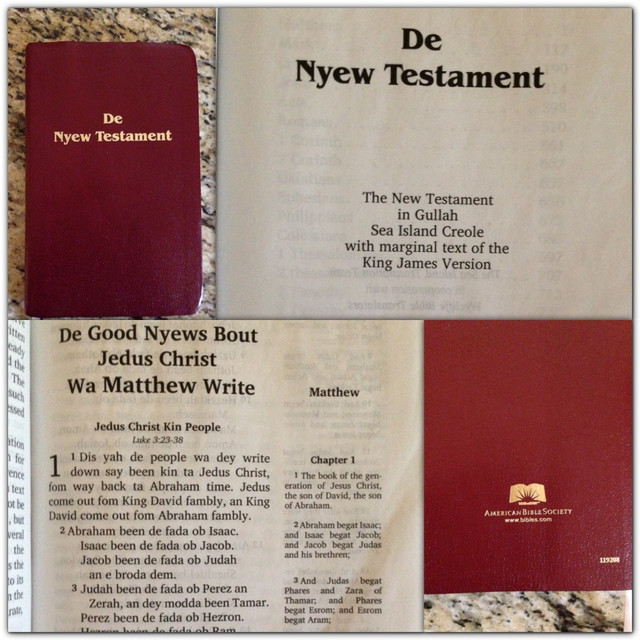 De
Nyew Testament
De
Nyew Testament
The New Testament
in Gullah
Sea Island Creole
with marginal text of the
King James Version
De Good Nyews Bout
Jedus Christ
Wa Matthew Write
Jedus Christ Kin People
Luke 3:23-38
1 1 Dis yah de people wa dey write
down say been kin ta Jedus Christ,
fom way back ta Abraham time. Jedus
come out fom King David fambly, an King
David come out fom Abraham fambly.
2 Abraham been de fada ob Isaac.
Isaac been de fada ob Jacob.
Jacob been de fada ob Judah
an e broda dem.
3 Judah been de fada ob Perez an
Zerah, an dey modda been Tamar.
Perez been de fada ob Hezron.
Hezron been de fada ob Ram.
Matthew
Chapter 1
1 The book of the gen-
eration of Jesus Christ,
the son of David, the son
of Abraham.
2 Abraham begat Isaac;
and Isaac begat Jacob;
and Jacob begat Judas
and his brethren;
3 And Judas begat
Phares and Zara of
Thamar; and Phares
begat Esrom; and Esrom
begat Aram;
AMERICAN BIBLE SOCIETY
www.bibles.com
119208